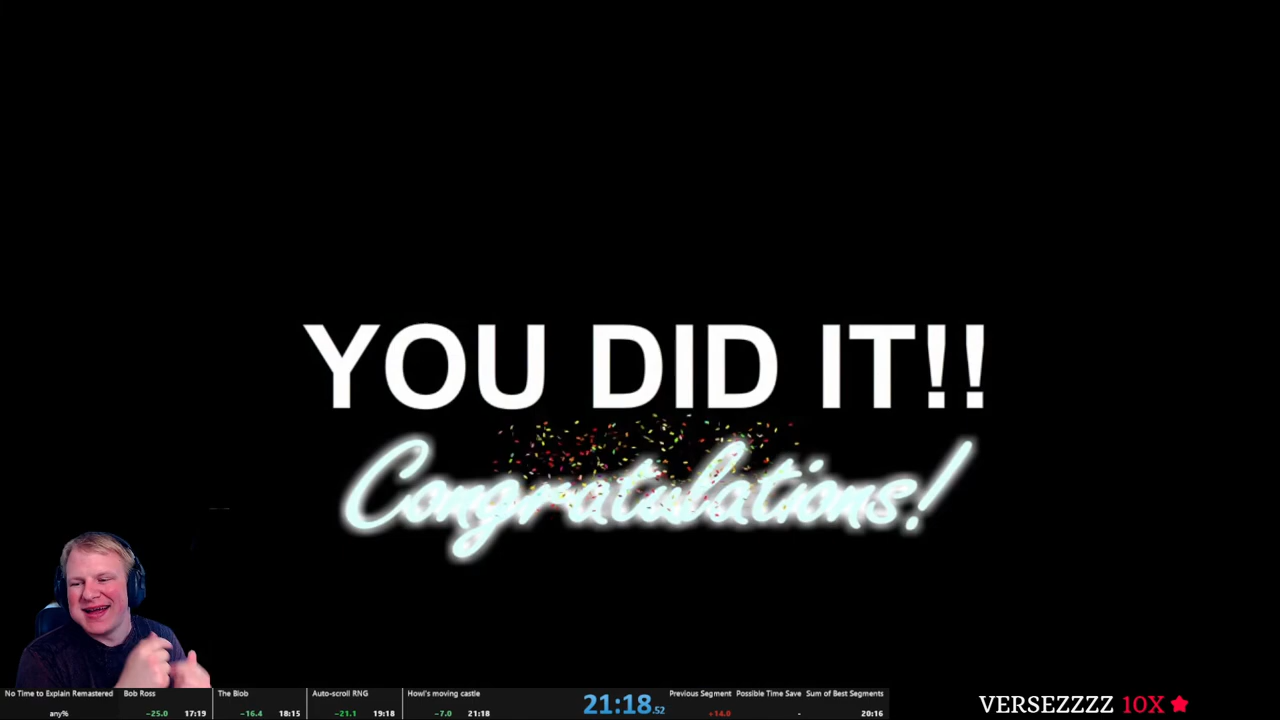 YOU DID IT!!
Congratulations!
No Time to Explain Remastered
any%
Bob Ross
-25.0 17:19
The Blob
-16.4 18:15
Auto-scroll RNG
-21.1 19:18
Howl's moving castle
-7.0 21:18
21:18.52
Previous Segment Possible Time Save Sum of Best Segments
+14.0 - 20:16
VERSEZZZZ 10X